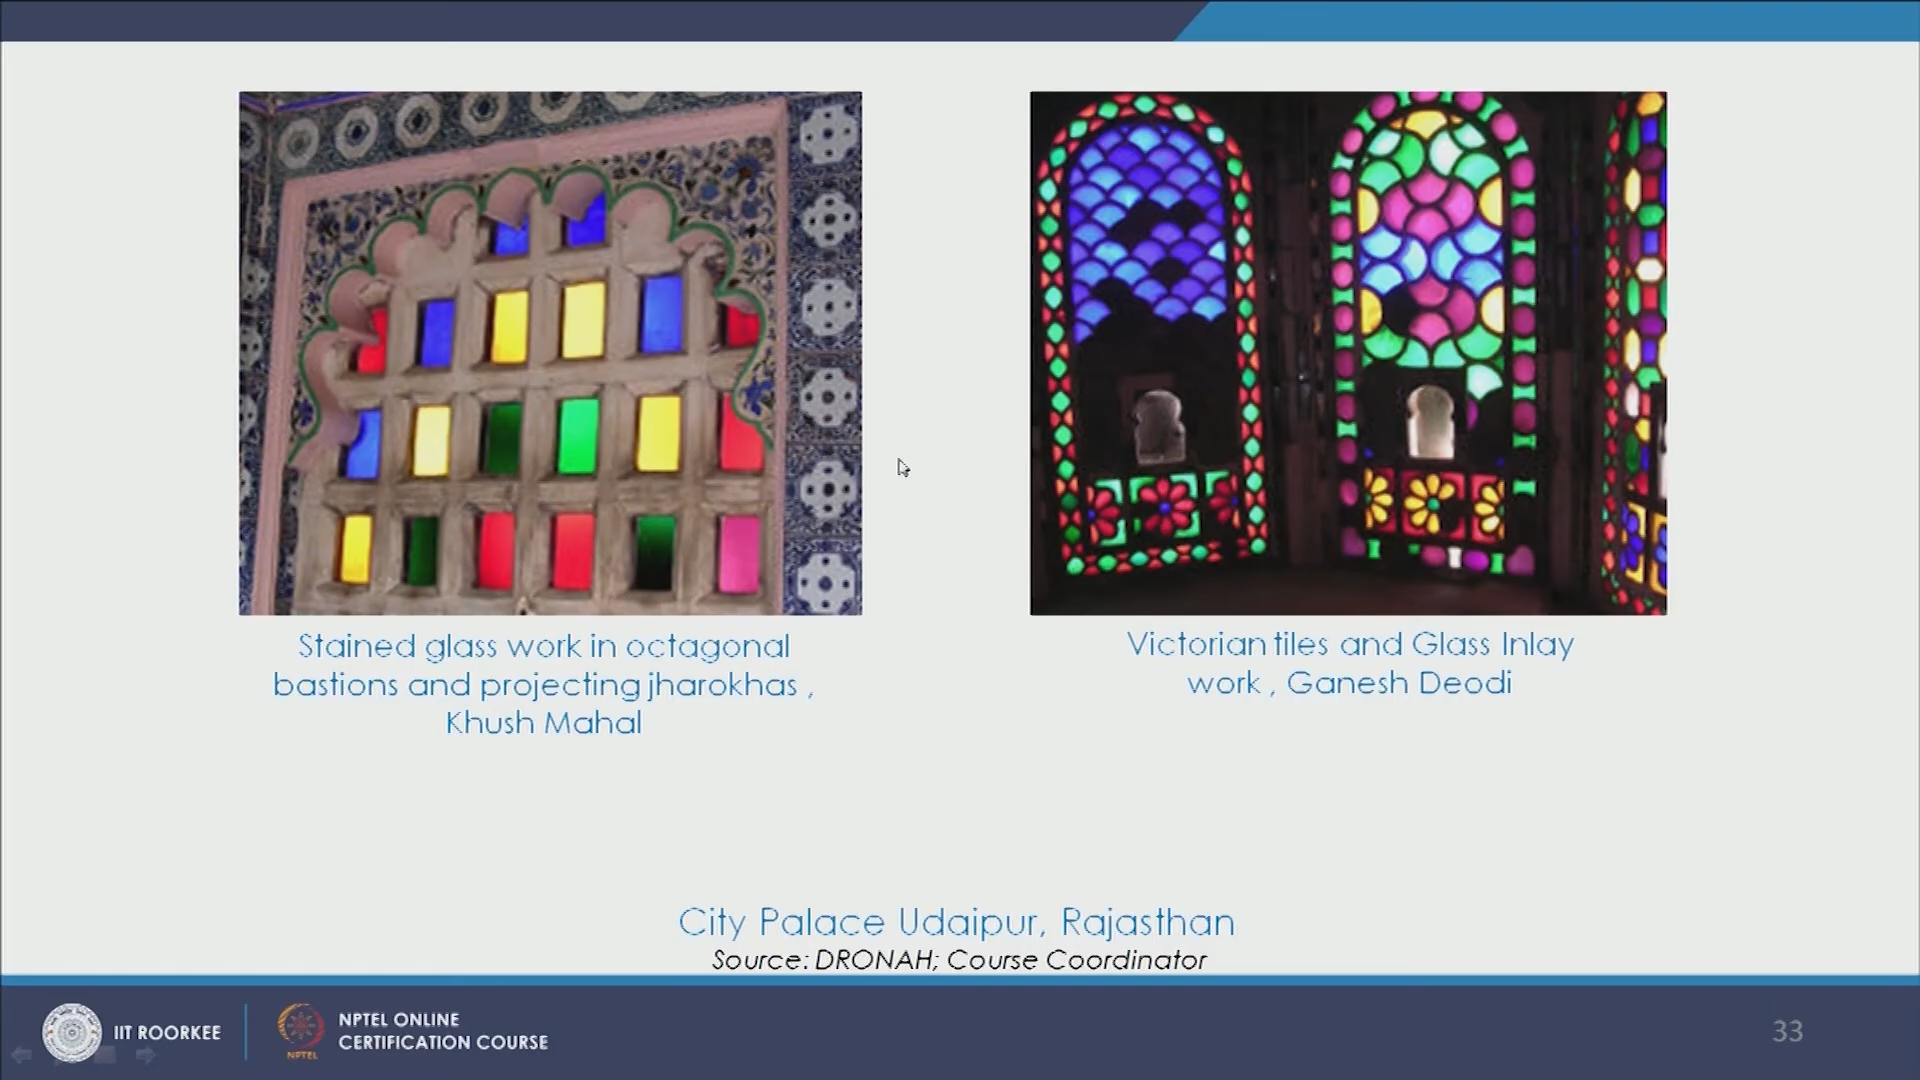 Stained glass work in octagonal
bastions and projecting jharokhas ,
Khush Mahal
Victorian tiles and Glass Inlay
work , Ganesh Deodi
City Palace Udaipur, Rajasthan
Source: DRONAH; Course Coordinator
IIT ROORKEE
NPTEL
NPTEL ONLINE
CERTIFICATION COURSE
33